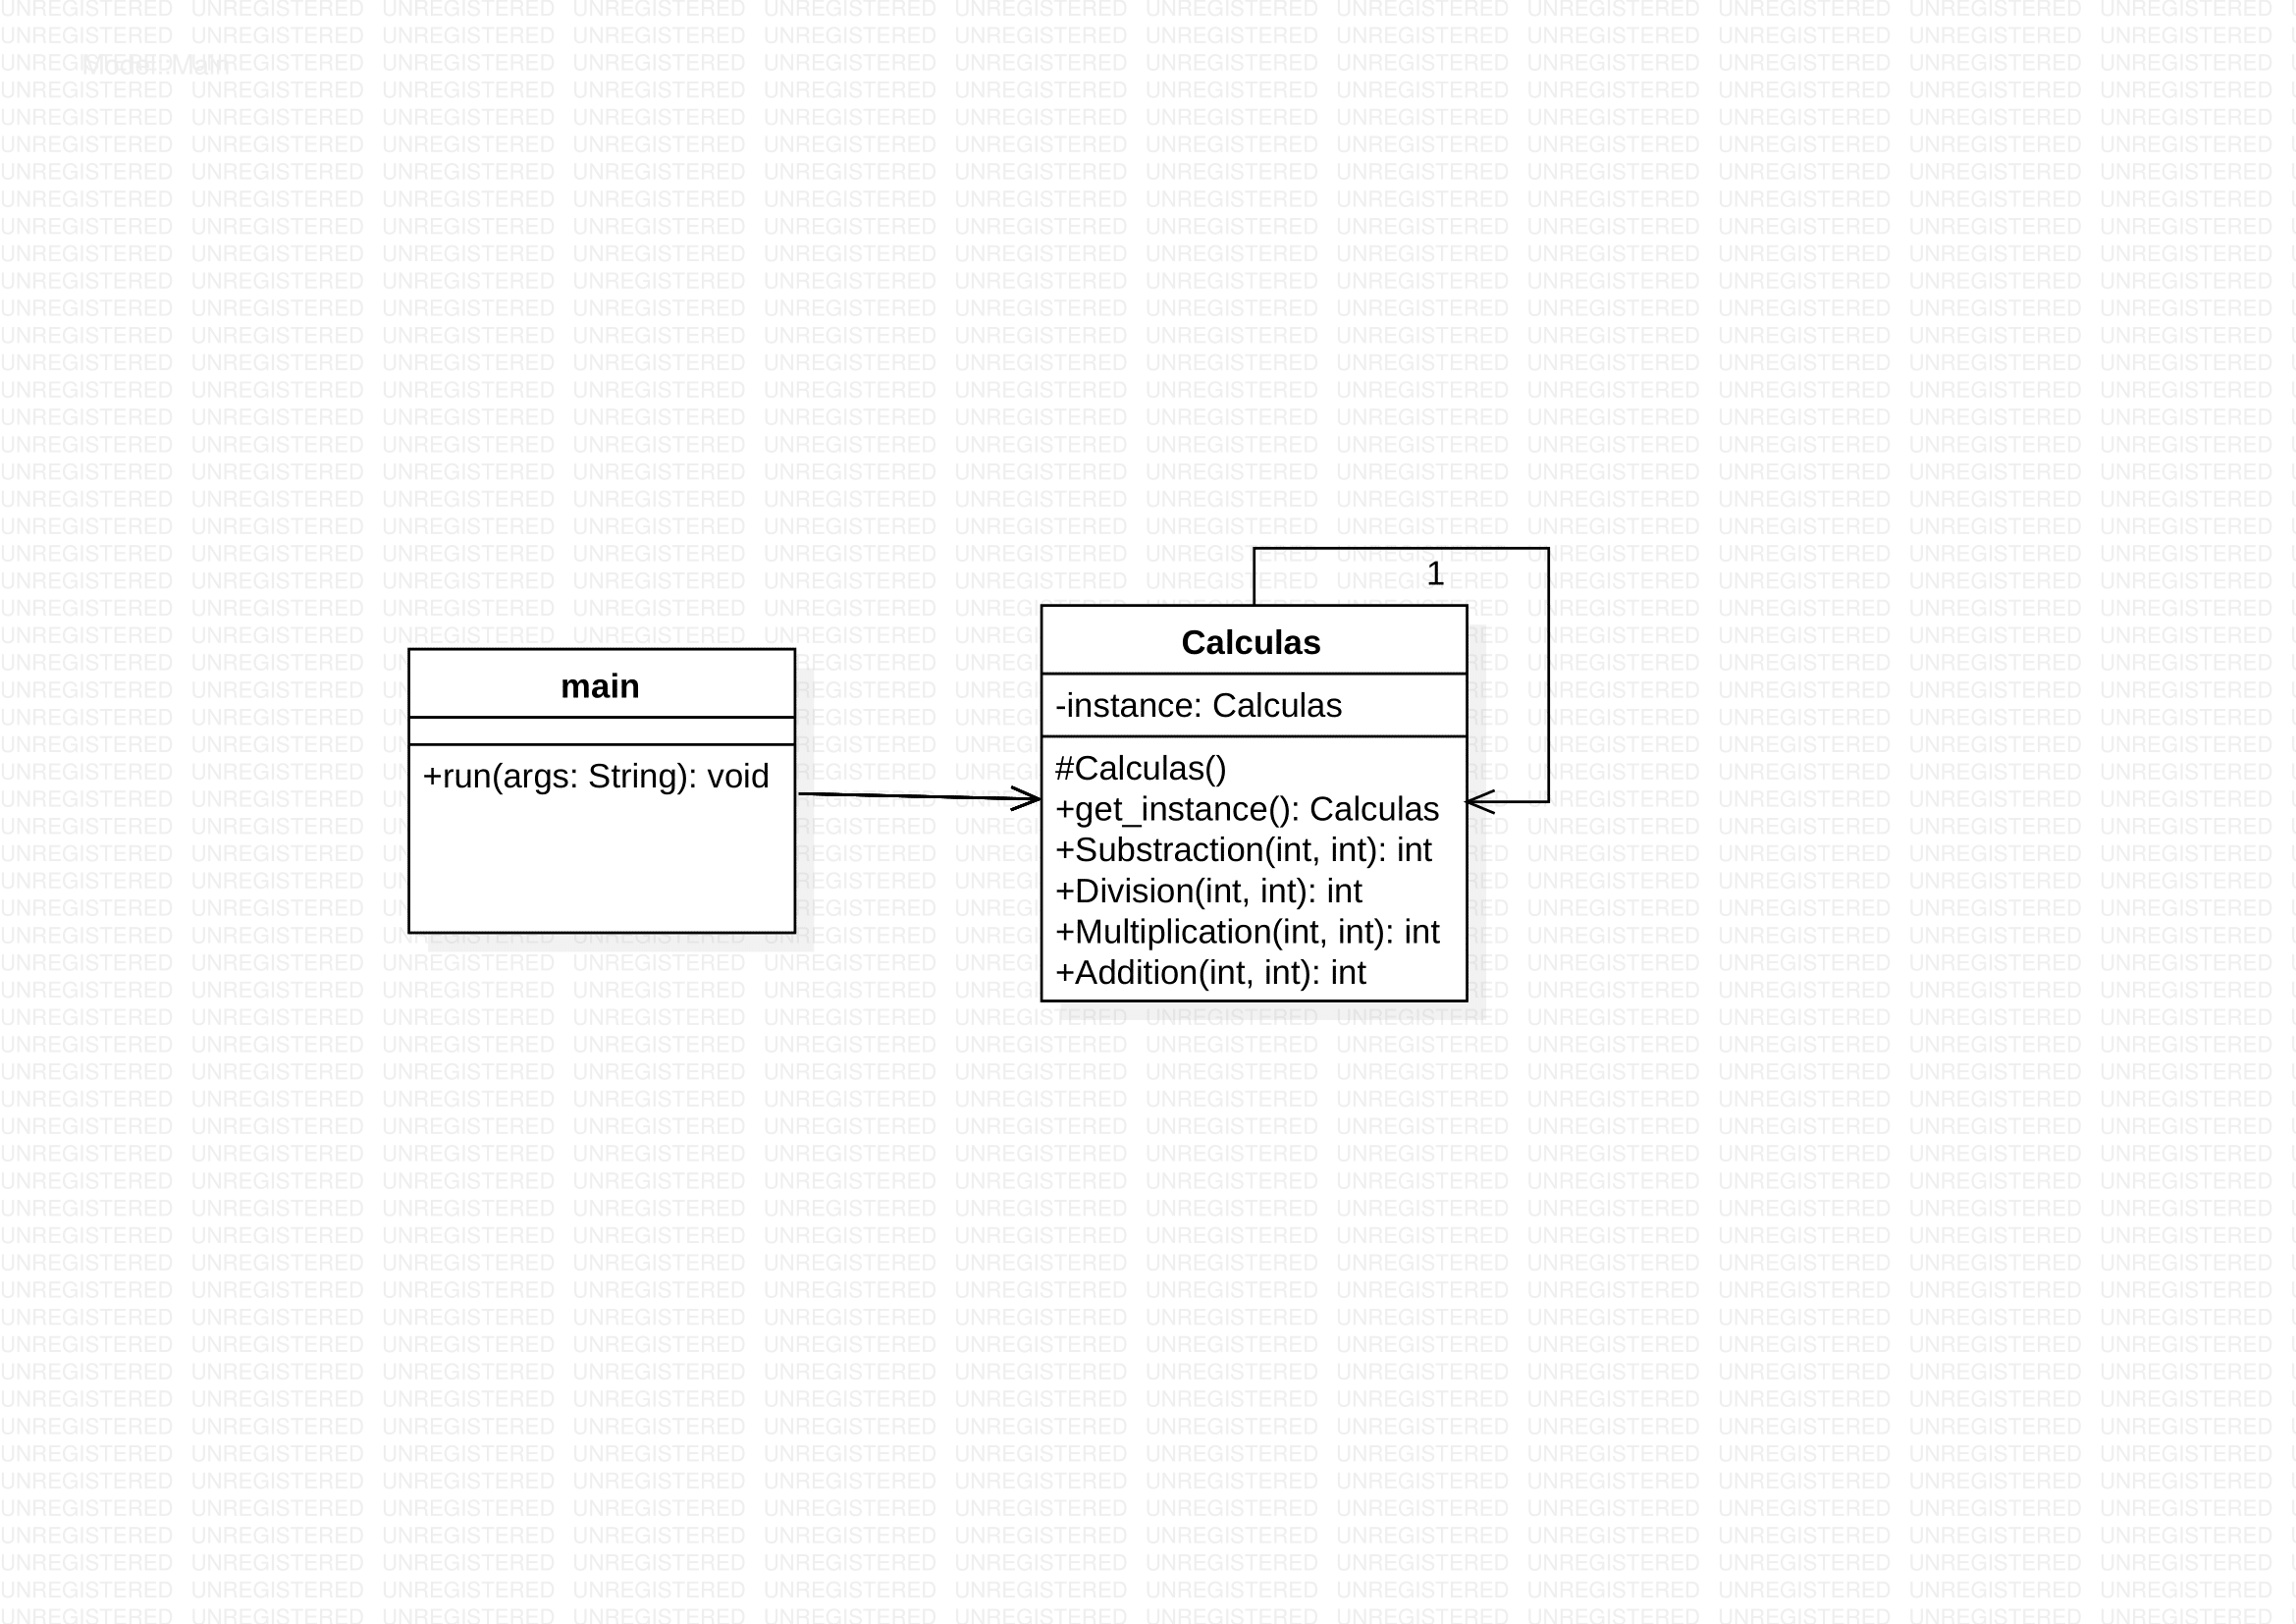 Model::Main
main
+run(args: String): void
1
Calculas
-instance: Calculas
#Calculas()
+get_instance(): Calculas
+Substraction(int, int): int
+Division(int, int): int
+Multiplication(int, int): int
+Addition(int, int): int
UNREGISTERED